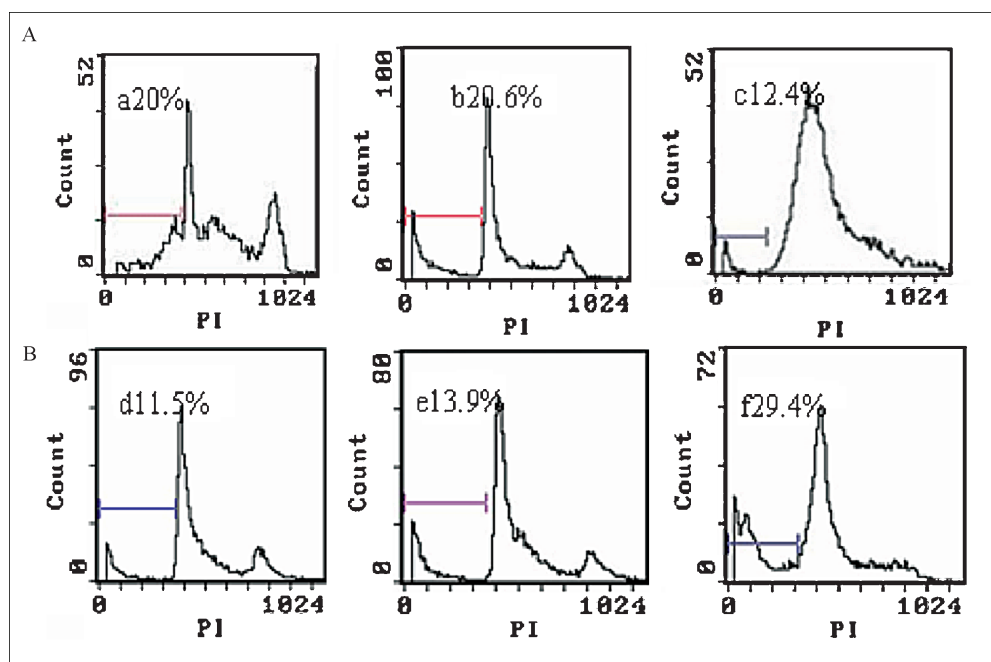 A
52
Count
0
a20%
0
1024
PI
100
Count
0
b20.6%
0
1024
PI
52
Count
0
c12.4%
0
1024
PI
B
96
Count
0
d11.5%
0
1024
PI
80
Count
0
e13.9%
0
1024
PI
72
Count
0
f29.4%
0
1024
PI